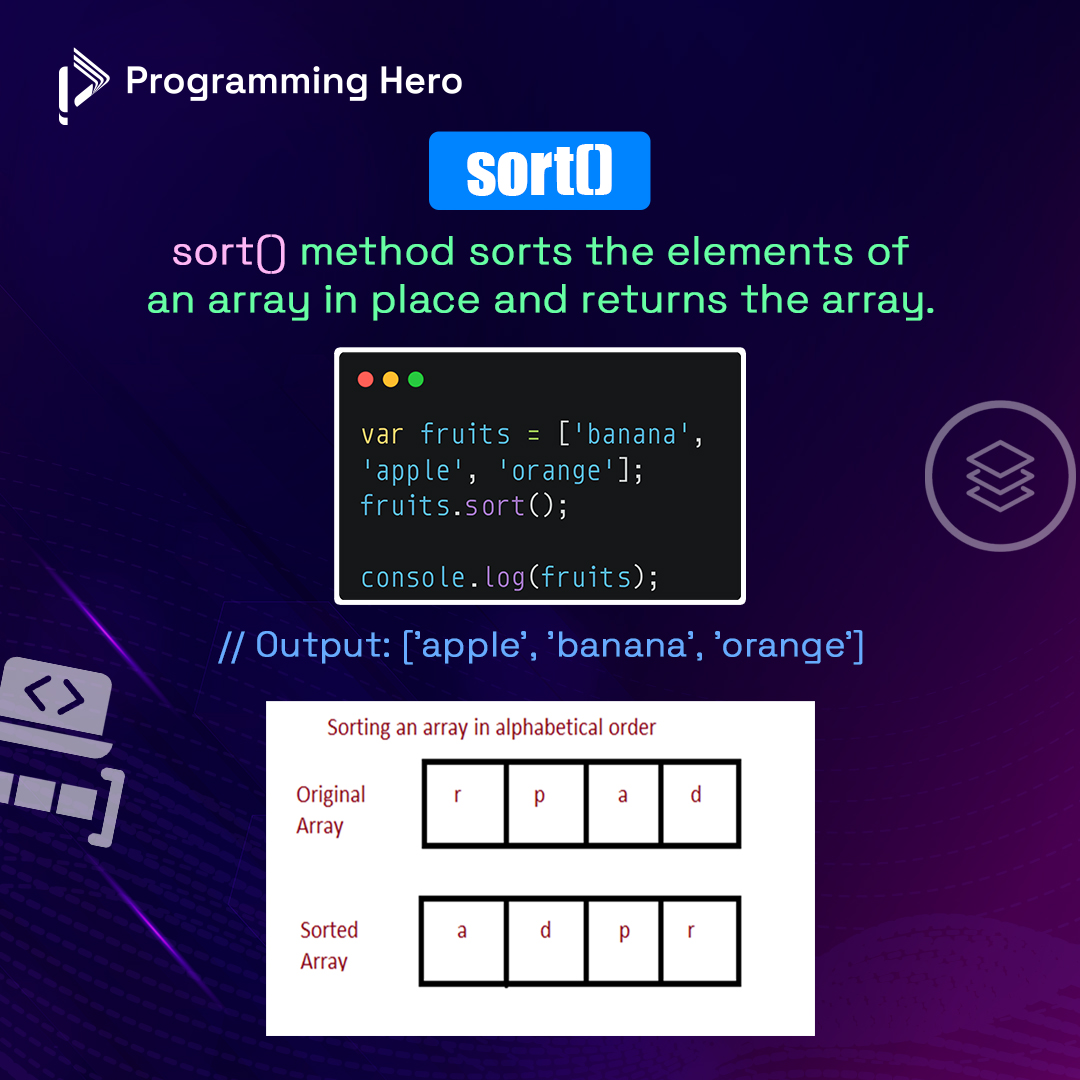 Programming Hero
sort()
sort() method sorts the elements of
an array in place and returns the array.
var fruits = ['banana',
'apple', 'orange'];
fruits.sort();
console.log(fruits);
// Output: ['apple', 'banana', 'orange']
Sorting an array in alphabetical order
Original
Array
r p a d
Sorted
Array
a d p r